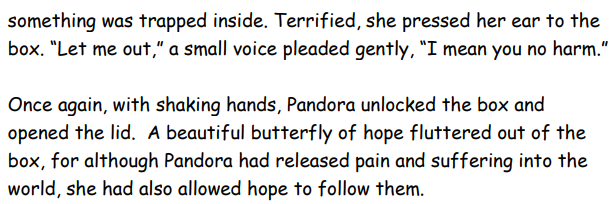 something was trapped inside. Terrified, she pressed her ear to the
box. “Let me out,” a small voice pleaded gently, “I mean you no harm.”
Once again, with shaking hands, Pandora unlocked the box and
opened the lid.  A beautiful butterfly of hope fluttered out of the
box, for although Pandora had released pain and suffering into the
world, she had also allowed hope to follow them.